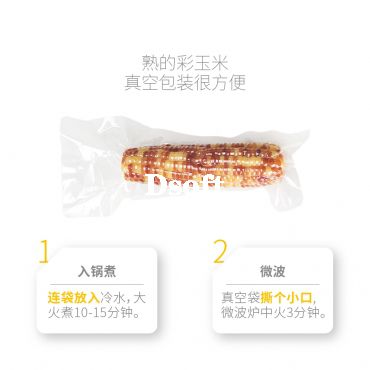 熟的彩玉米
真空包装很方便
Dsoft
1
入锅煮
连袋放入冷水，大
火煮10-15分钟。
2
微波
真空袋撕个小口，
微波炉中火3分钟。